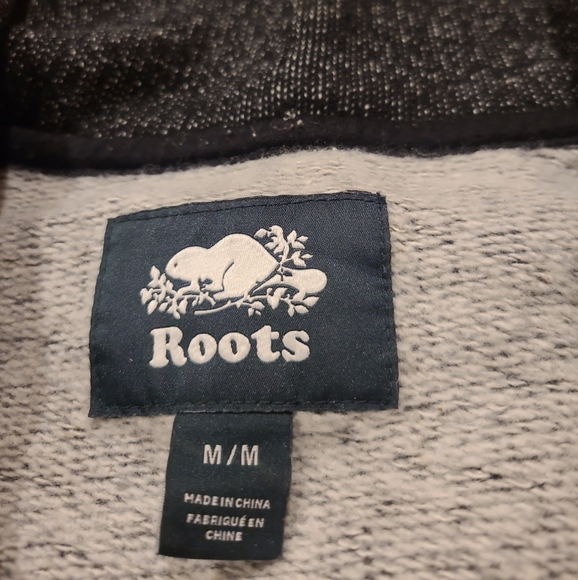 Roots
M/M
MADE IN CHINA
FABRIQUÉ EN
CHINE